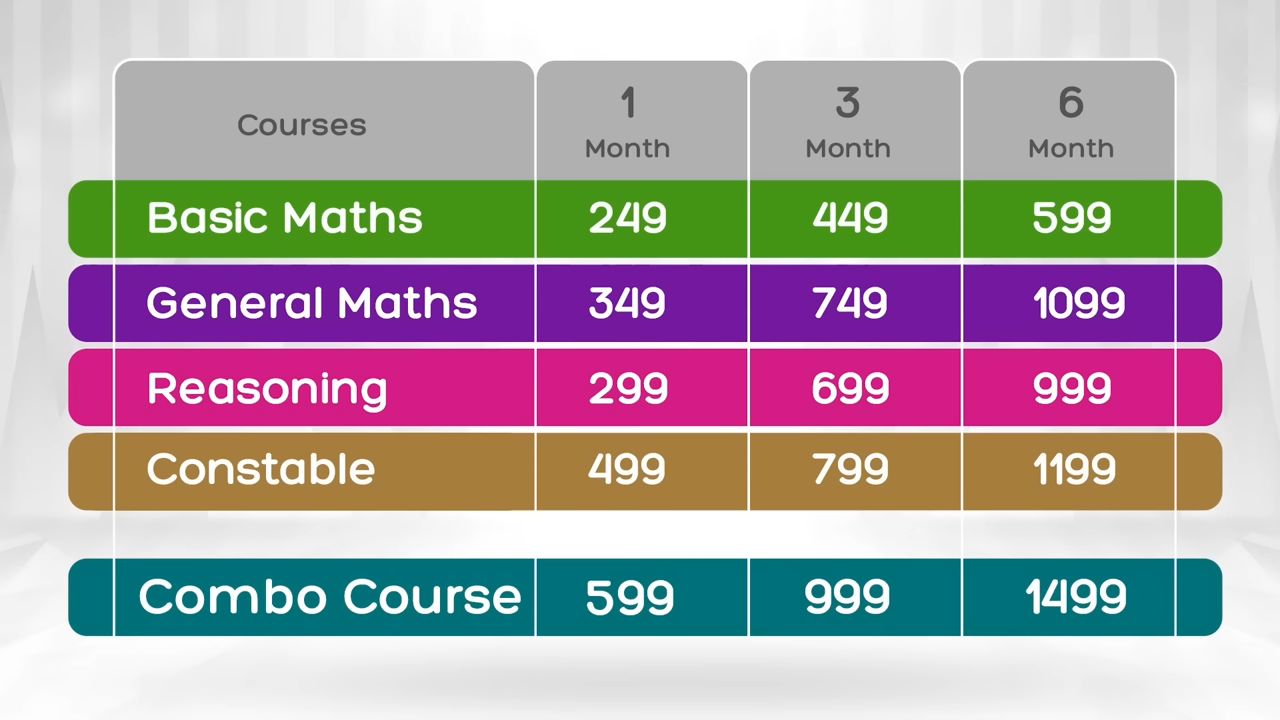 Courses 1 Month 3 Month 6 Month
Basic Maths 249 449 599
General Maths 349 749 1099
Reasoning 299 699 999
Constable 499 799 1199
Combo Course 599 999 1499